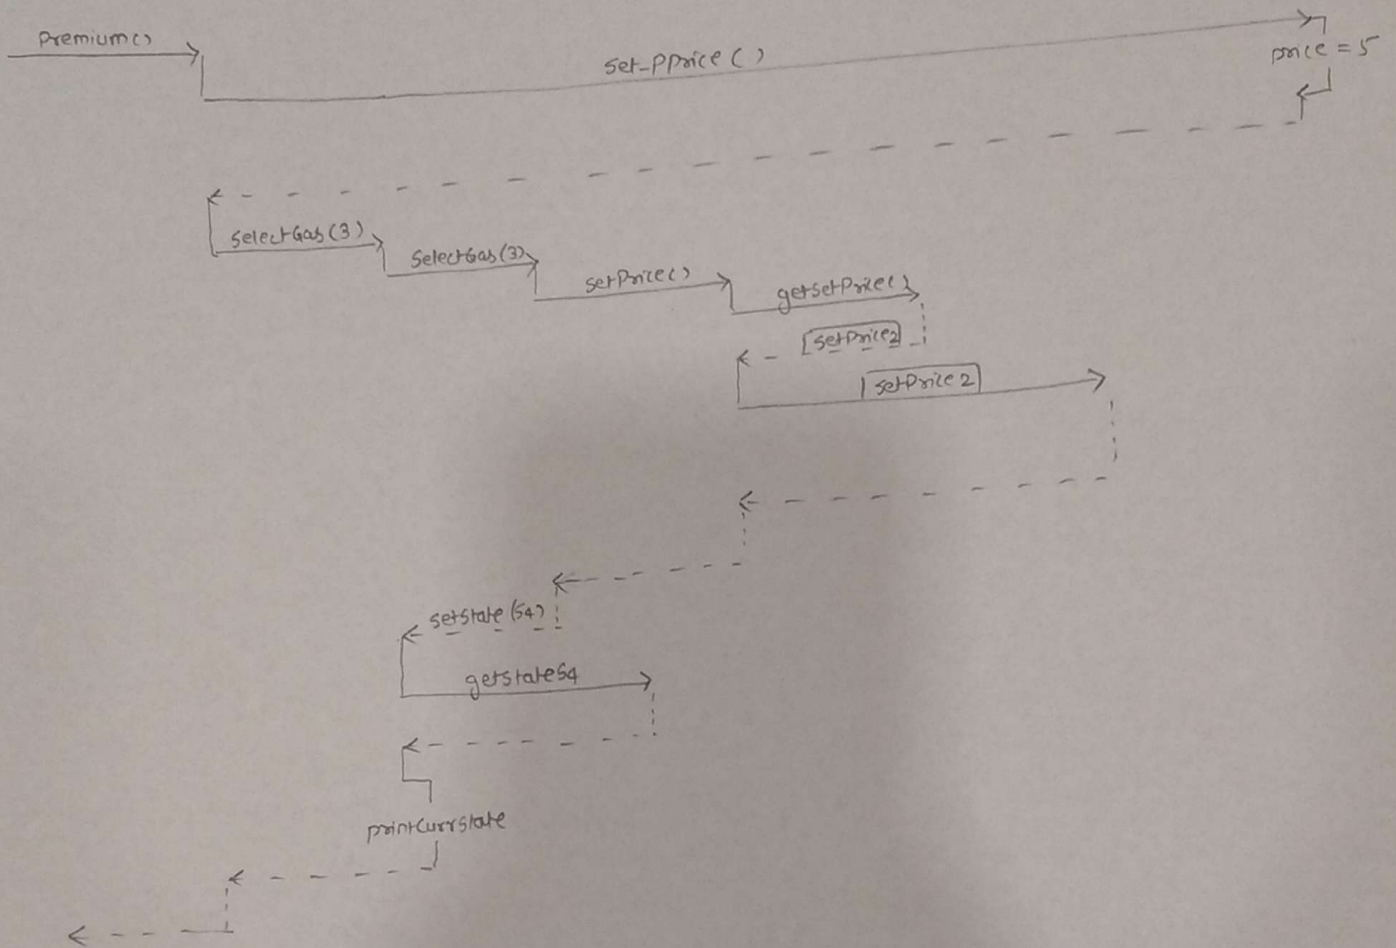 Premium()
set_pprice()
price = 5
selectGas(3)
selectGas(3)
setPrice()
getsetPrice()
setPrice2
setPrice2
setState(S4)
getStateS4
printCurrState